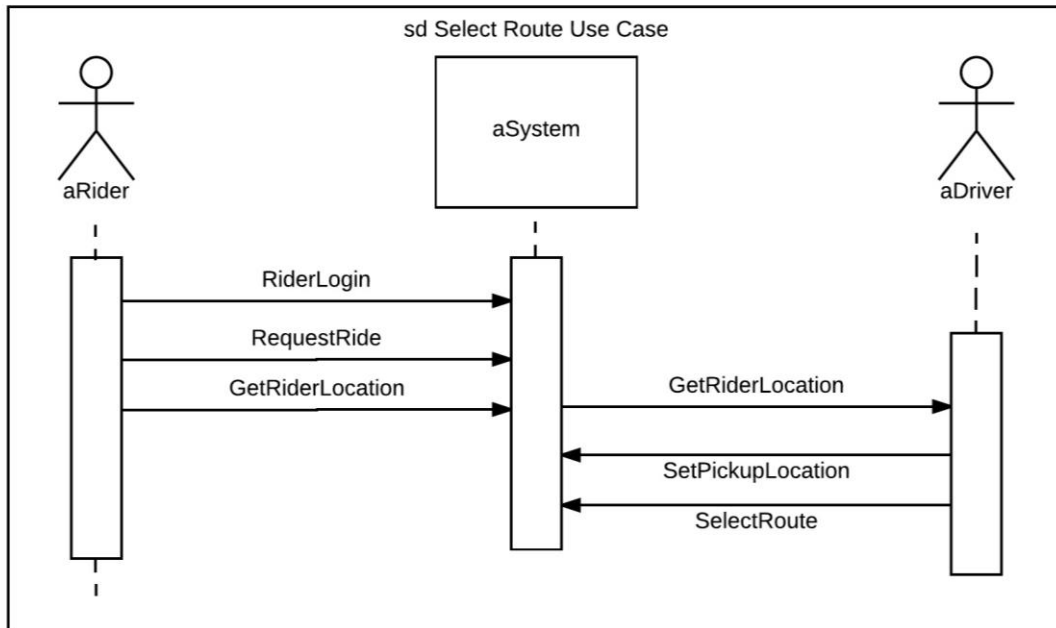 sd Select Route Use Case
aSystem
aRider
aDriver
RiderLogin
RequestRide
GetRiderLocation
GetRiderLocation
SetPickupLocation
SelectRoute